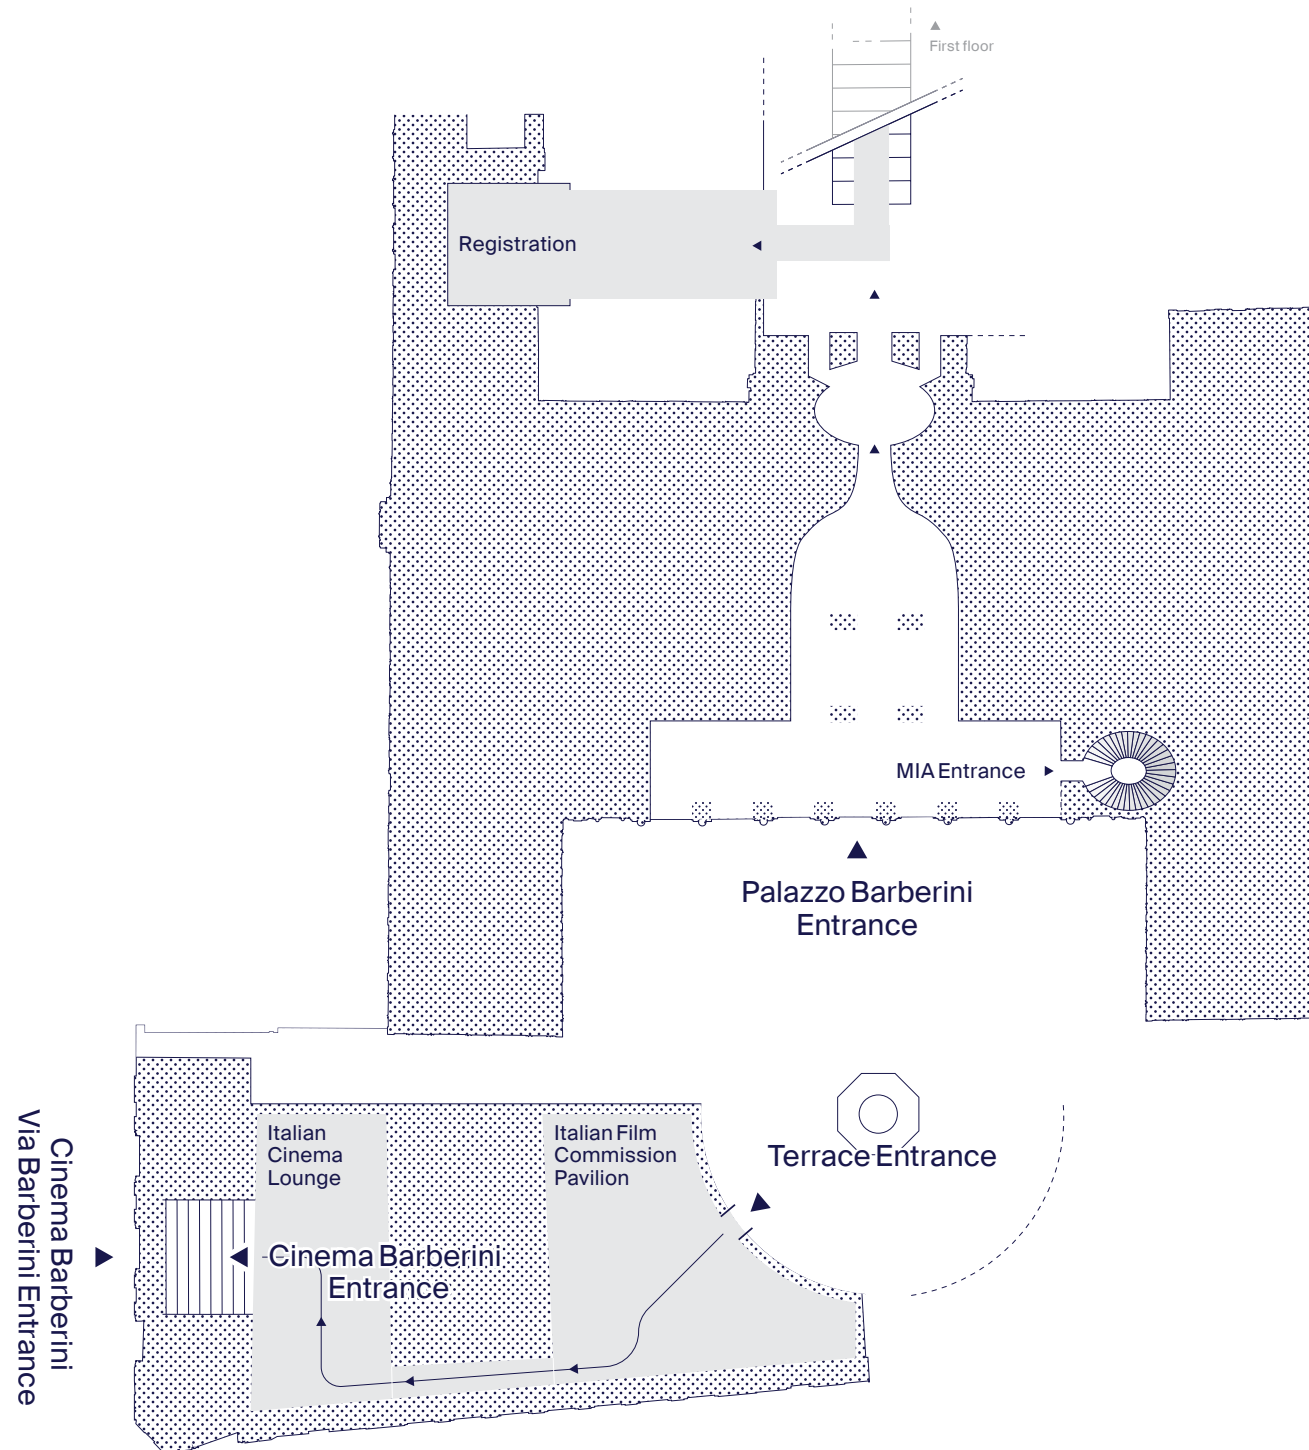 First floor
Registration
MIA Entrance
Palazzo Barberini
Entrance
Terrace Entrance
Italian
Cinema
Lounge
Italian Film
Commission
Pavilion
Cinema Barberini
Entrance
Cinema Barberini
Via Barberini Entrance